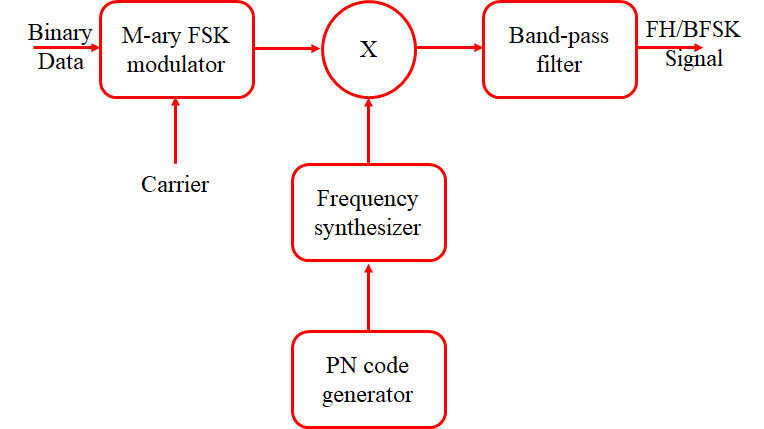 Binary
Data
M-ary FSK
modulator
X
Band-pass
filter
FH/BFSK
Signal
Carrier
Frequency
synthesizer
PN code
generator